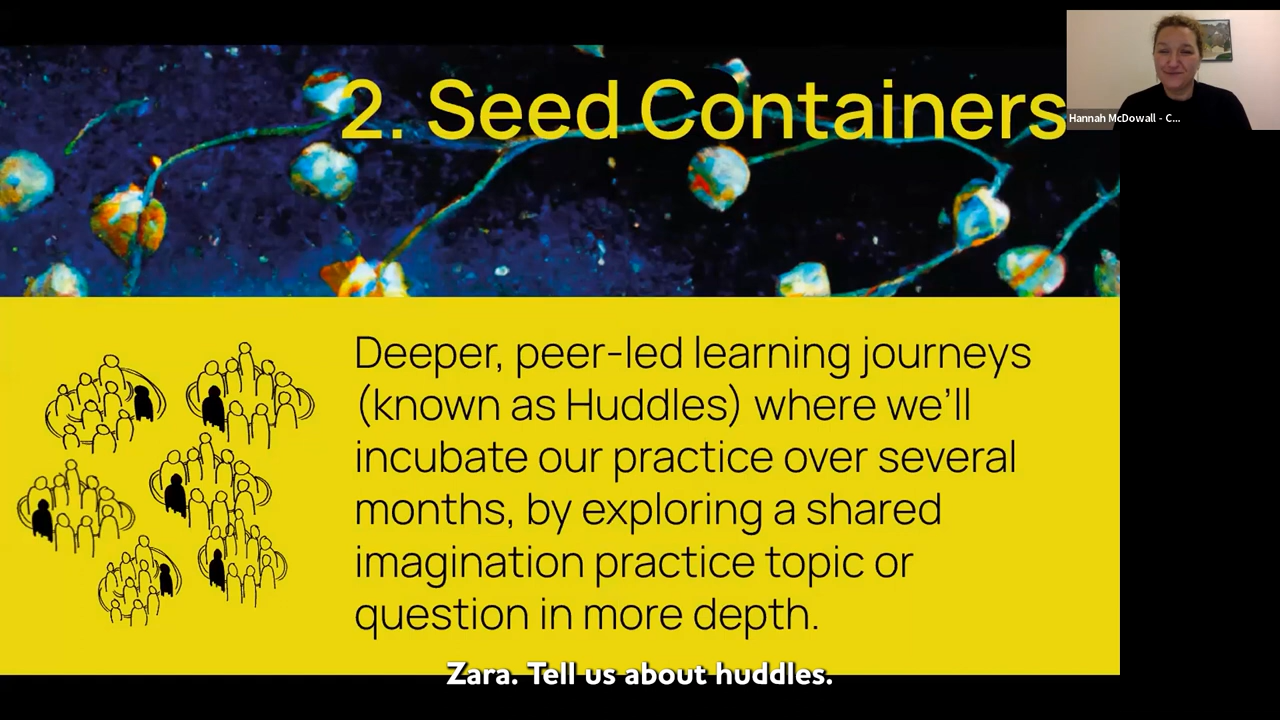 2. Seed Containers
Hannah McDowall - C...
Deeper, peer-led learning journeys
(known as Huddles) where we'll
incubate our practice over several
months, by exploring a shared
imagination practice topic or
question in more depth.
Zara. Tell us about huddles.